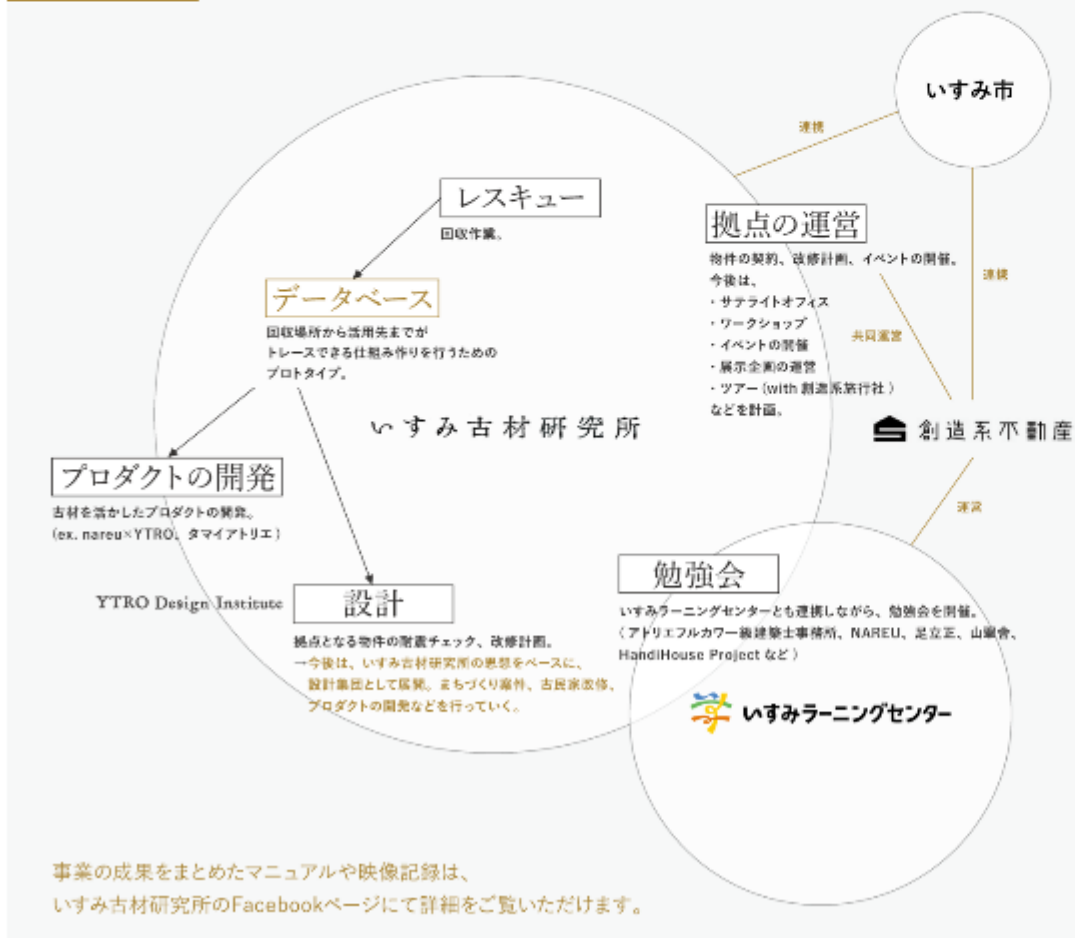 いすみ市
連携
レスキュー
回収作業。
拠点の運営
物件の契約、改修計画、イベントの開催。
今後は、
・サテライトオフィス
・ワークショップ
・イベントの開催
・展示企画の運営
・ツアー(with 創造系旅行社)
などを計画。
連携
共同運営
データベース
回収場所から活用先までが
トレースできる仕組み作りを行うための
プロトタイプ。
いすみ古材研究所
創造系不動産
プロダクトの開発
古材を活かしたプロダクトの開発。
(ex. nareu×YTRO、タマイアトリエ)
運営
YTRO Design Institute
設計
拠点となる物件の耐震チェック、改修計画。
→今後は、いすみ古材研究所の思想をベースに、
設計集団として展開。まちづくり案件、古民家改修、
プロダクトの開発などを行っていく。
勉強会
いすみラーニングセンターとも連携しながら、勉強会を開催。
(アトリエフルカワ一級建築士事務所、NAREU、足立正、
HandiHouse Project など)
いすみラーニングセンター
事業の成果をまとめたマニュアルや映像記録は、
いすみ古材研究所のFacebookページにて詳細をご覧いただけます。